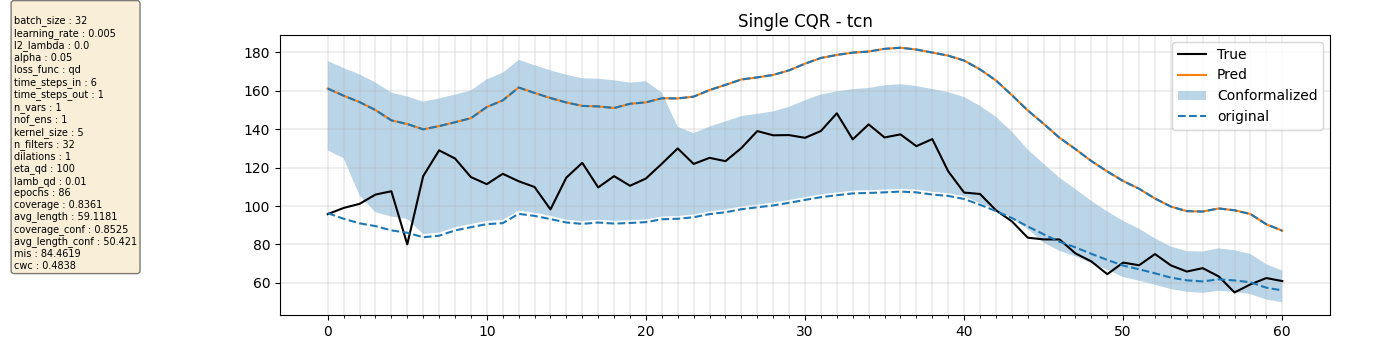 batch_size : 32
learning_rate : 0.005
l2_lambda : 0.0
alpha : 0.05
loss_func : qd
time_steps_in : 6
time_steps_out : 1
n_vars : 1
nof_ens : 1
kernel_size : 5
n_filters : 32
dilations : 1
eta_qd : 100
lamb_qd : 0.01
epochs : 86
coverage : 0.8361
avg_length : 59.1181
coverage_conf : 0.8525
avg_length_conf : 50.421
mis : 84.4619
cwc : 0.4838
Single CQR - tcn
180
160
140
120
100
80
60
0 10 20 30 40 50 60
True
Pred
Conformalized
original